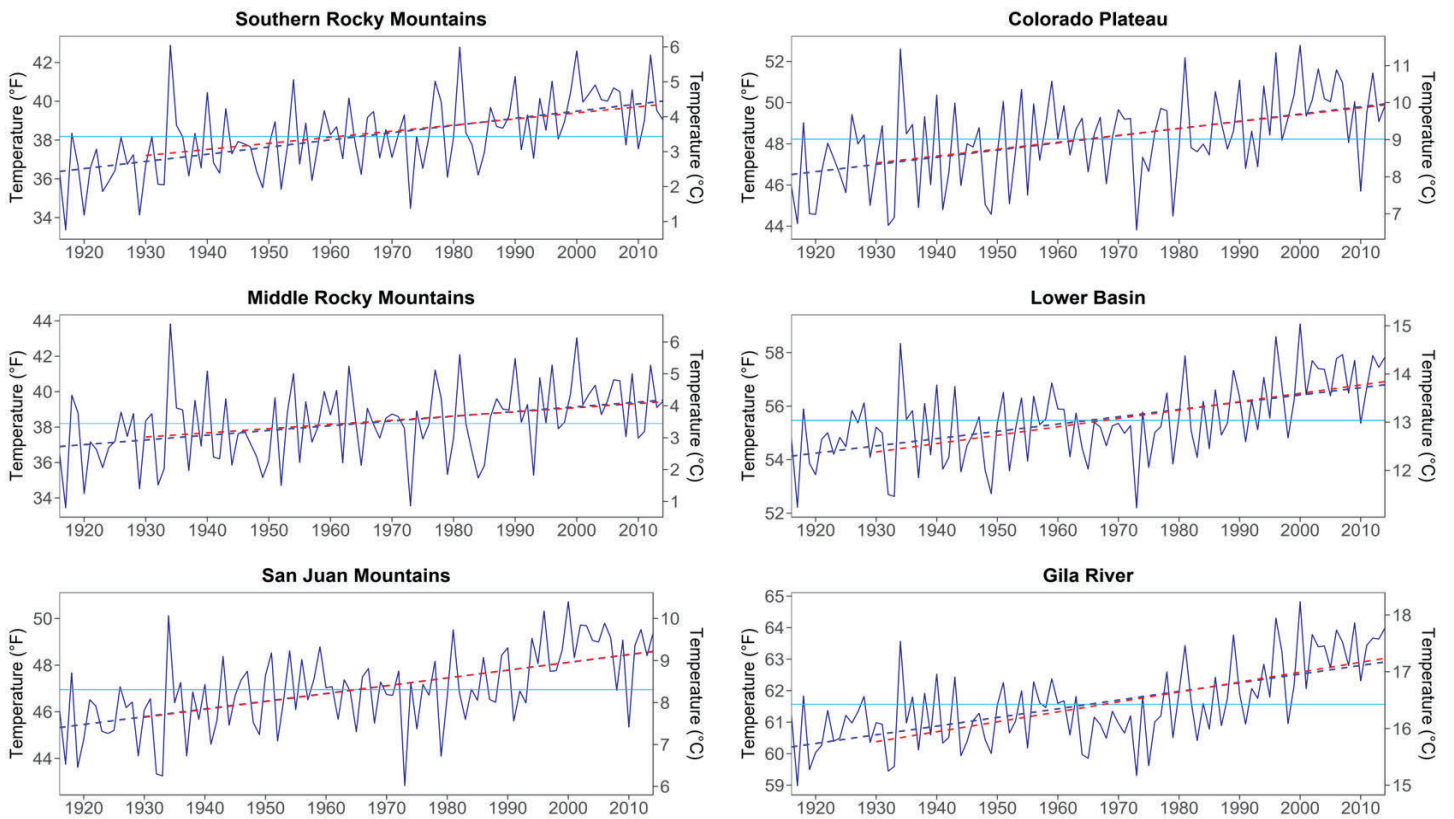 Southern Rocky Mountains
Temperature (°F)
42
40
38
36
34
6
5
4
3
2
1
Temperature (°C)
1920 1930 1940 1950 1960 1970 1980 1990 2000 2010
Colorado Plateau
Temperature (°F)
52
50
48
46
44
11
10
9
8
7
Temperature (°C)
1920 1930 1940 1950 1960 1970 1980 1990 2000 2010
Middle Rocky Mountains
Temperature (°F)
44
42
40
38
36
34
6
5
4
3
2
1
Temperature (°C)
1920 1930 1940 1950 1960 1970 1980 1990 2000 2010
Lower Basin
Temperature (°F)
58
56
54
52
15
14
13
12
Temperature (°C)
1920 1930 1940 1950 1960 1970 1980 1990 2000 2010
San Juan Mountains
Temperature (°F)
50
48
46
44
10
9
8
7
6
Temperature (°C)
1920 1930 1940 1950 1960 1970 1980 1990 2000 2010
Gila River
Temperature (°F)
65
64
63
62
61
60
59
18
17
16
15
Temperature (°C)
1920 1930 1940 1950 1960 1970 1980 1990 2000 2010